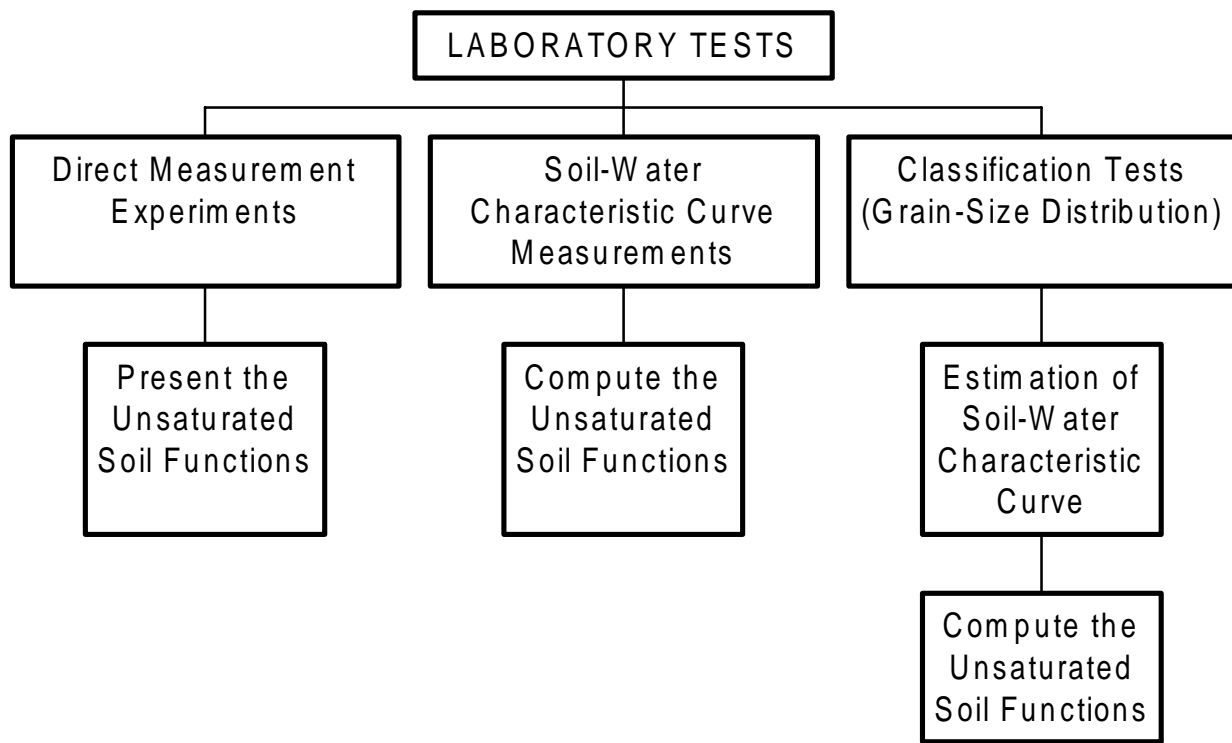 LABORATORY TESTS
Direct Measurement
Experiments
Soil-Water
Characteristic Curve
Measurements
Classification Tests
(Grain-Size Distribution)
Present the
Unsaturated
Soil Functions
Compute the
Unsaturated
Soil Functions
Estimation of
Soil-Water
Characteristic
Curve
Compute the
Unsaturated
Soil Functions